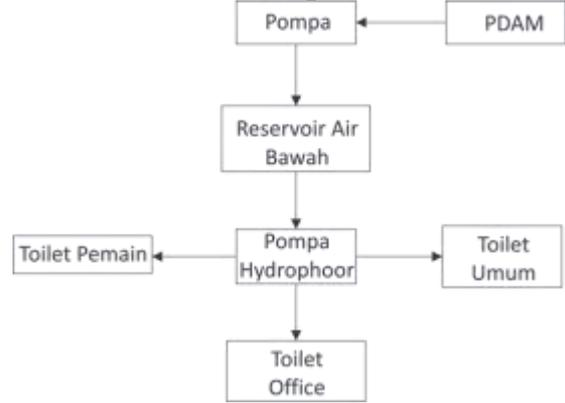 Pompa
PDAM
Reservoir Air
Bawah
Toilet Pemain
Pompa
Hydrophoor
Toilet
Umum
Toilet
Office